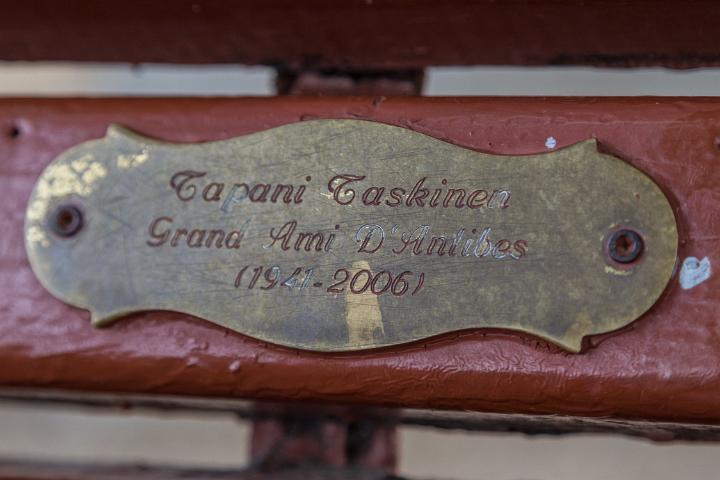 Tapani Taskinen
Grand Ami D'Antibes
(1941-2006)